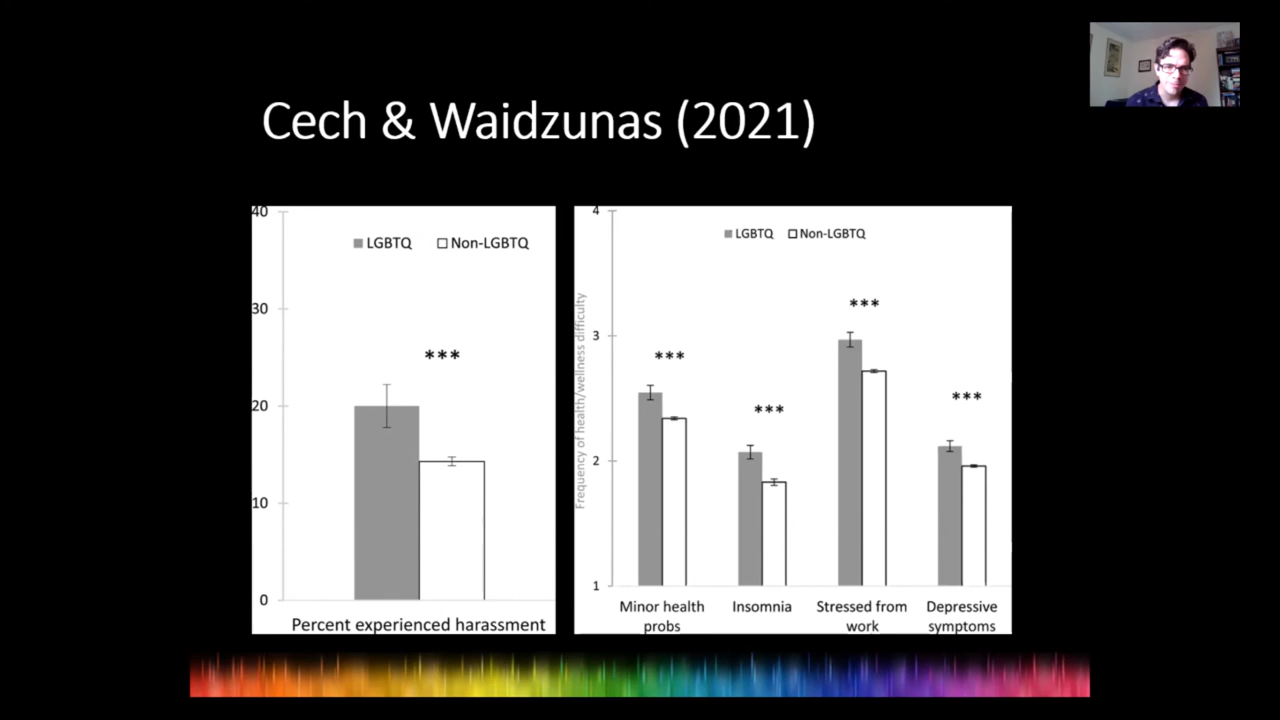 Cech & Waidzunas (2021)
40
30
20
10
0
LGBTQ Non-LGBTQ
***
Percent experienced harassment
Frequency of health/wellness difficulty
4
3
2
1
LGBTQ Non-LGBTQ
***
***
***
***
Minor health probs
Insomnia
Stressed from work
Depressive symptoms